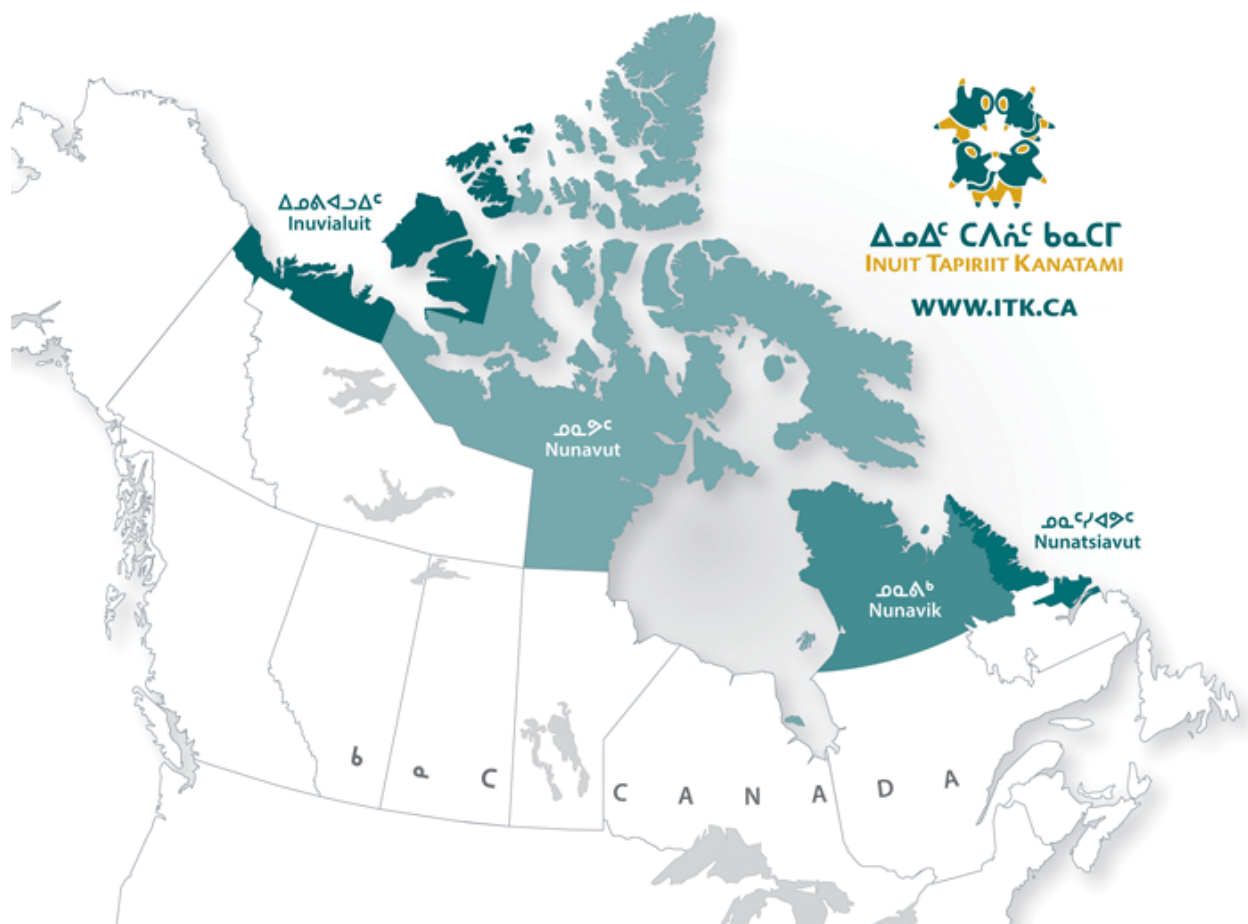 ᐃᓄᕕᐊᓗᐃᑦ
Inuvialuit
ᐃᓄᐃᑦ ᑕᐱᕇᑦ ᑲᓇᑕᒥ
INUIT TAPIRIIT KANATAMI
WWW.ITK.CA
ᓄᓇᕗᑦ
Nunavut
ᓄᓇᑦᓯᐊᕗᑦ
Nunatsiavut
ᓄᓇᕕᒃ
Nunavik
ᑲ ᓇ ᑕ C A N A D A